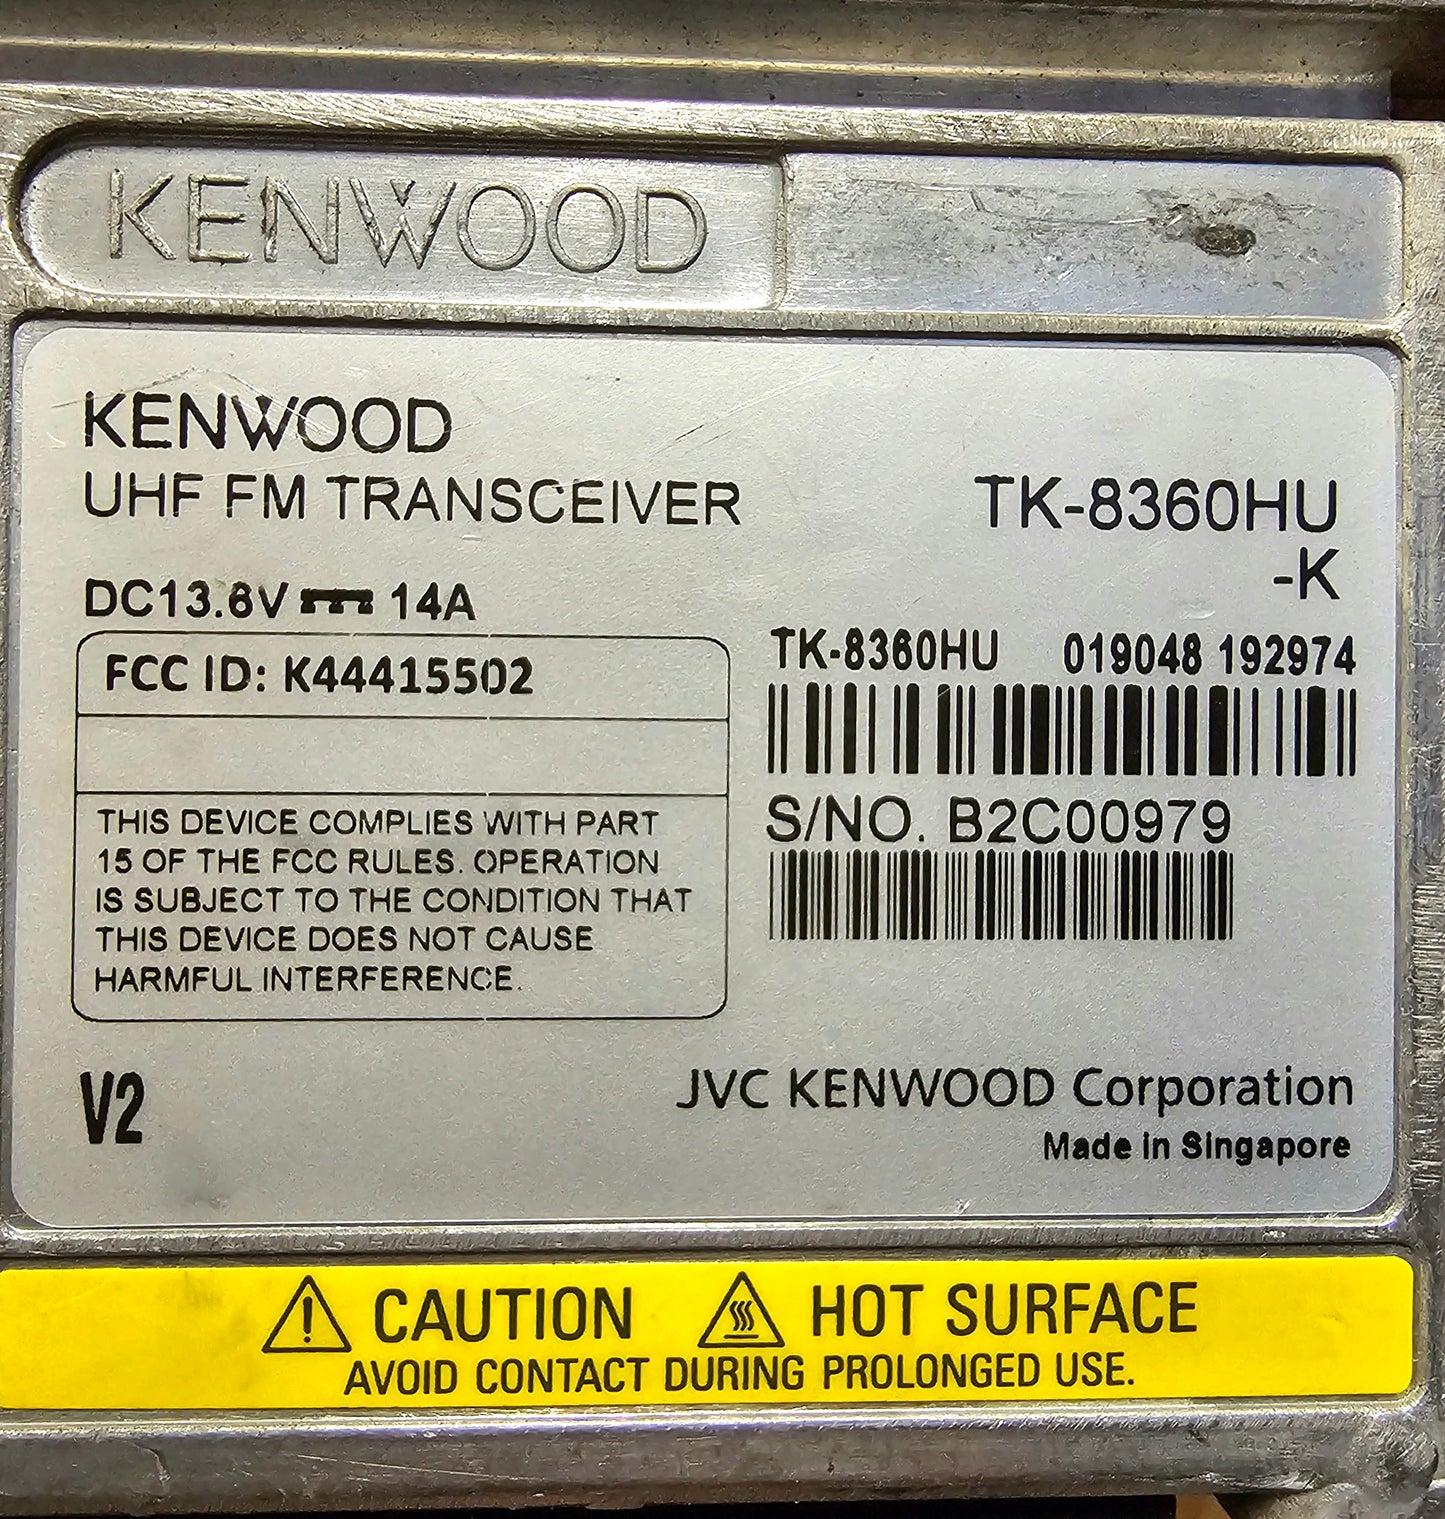 KENWOOD
KENWOOD
UHF FM TRANSCEIVER
TK-8360HU
-K
DC13.6V 14A
FCC ID: K44415502
TK-8360HU 019048 192974
S/NO. B2C00979
THIS DEVICE COMPLIES WITH PART
15 OF THE FCC RULES. OPERATION
IS SUBJECT TO THE CONDITION THAT
THIS DEVICE DOES NOT CAUSE
HARMFUL INTERFERENCE.
V2
JVC KENWOOD Corporation
Made in Singapore
CAUTION HOT SURFACE
AVOID CONTACT DURING PROLONGED USE.